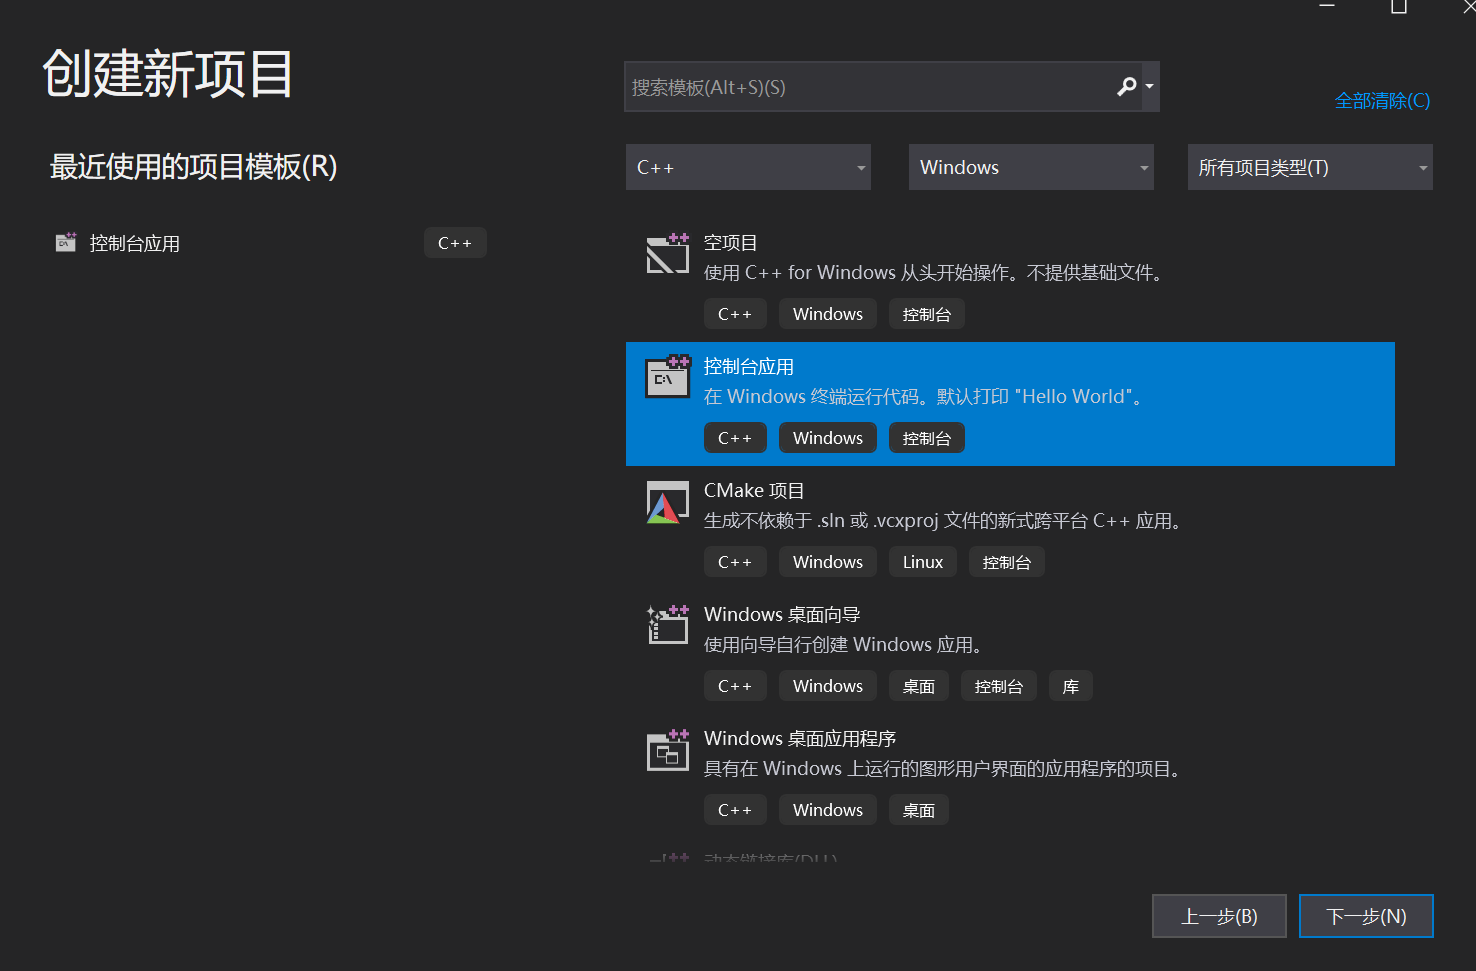 创建新项目
搜索模板(Alt+S)(S)
全部清除(C)
最近使用的项目模板(R)
C++
Windows
所有项目类型(T)
控制台应用
C++
空项目
使用 C++ for Windows 从头开始操作。不提供基础文件。
C++ Windows 控制台
控制台应用
在 Windows 终端运行代码。默认打印 "Hello World"。
C++ Windows 控制台
CMake 项目
生成不依赖于 .sln 或 .vcxproj 文件的新式跨平台 C++ 应用。
C++ Windows Linux 控制台
Windows 桌面向导
使用向导自行创建 Windows 应用。
C++ Windows 桌面 控制台 库
Windows 桌面应用程序
具有在 Windows 上运行的图形用户界面的应用程序的项目。
C++ Windows 桌面
动态链接库(DLL)
上一步(B)
下一步(N)